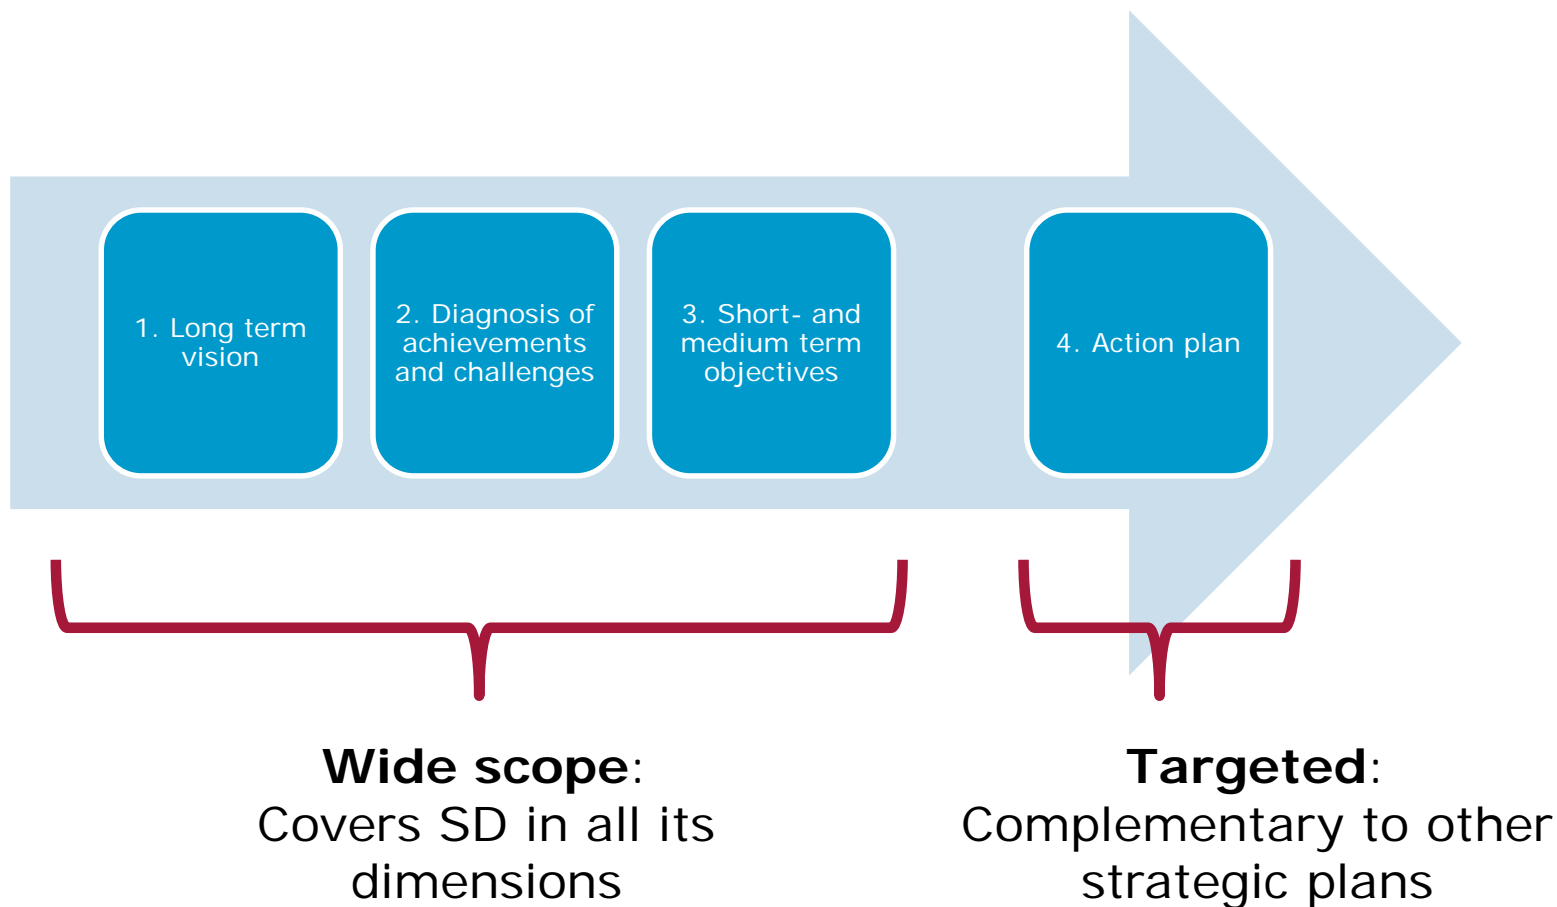 1. Long term
vision
2. Diagnosis of
achievements
and challenges
3. Short- and
medium term
objectives
4. Action plan
Wide scope:
Covers SD in all its
dimensions
Targeted:
Complementary to other
strategic plans